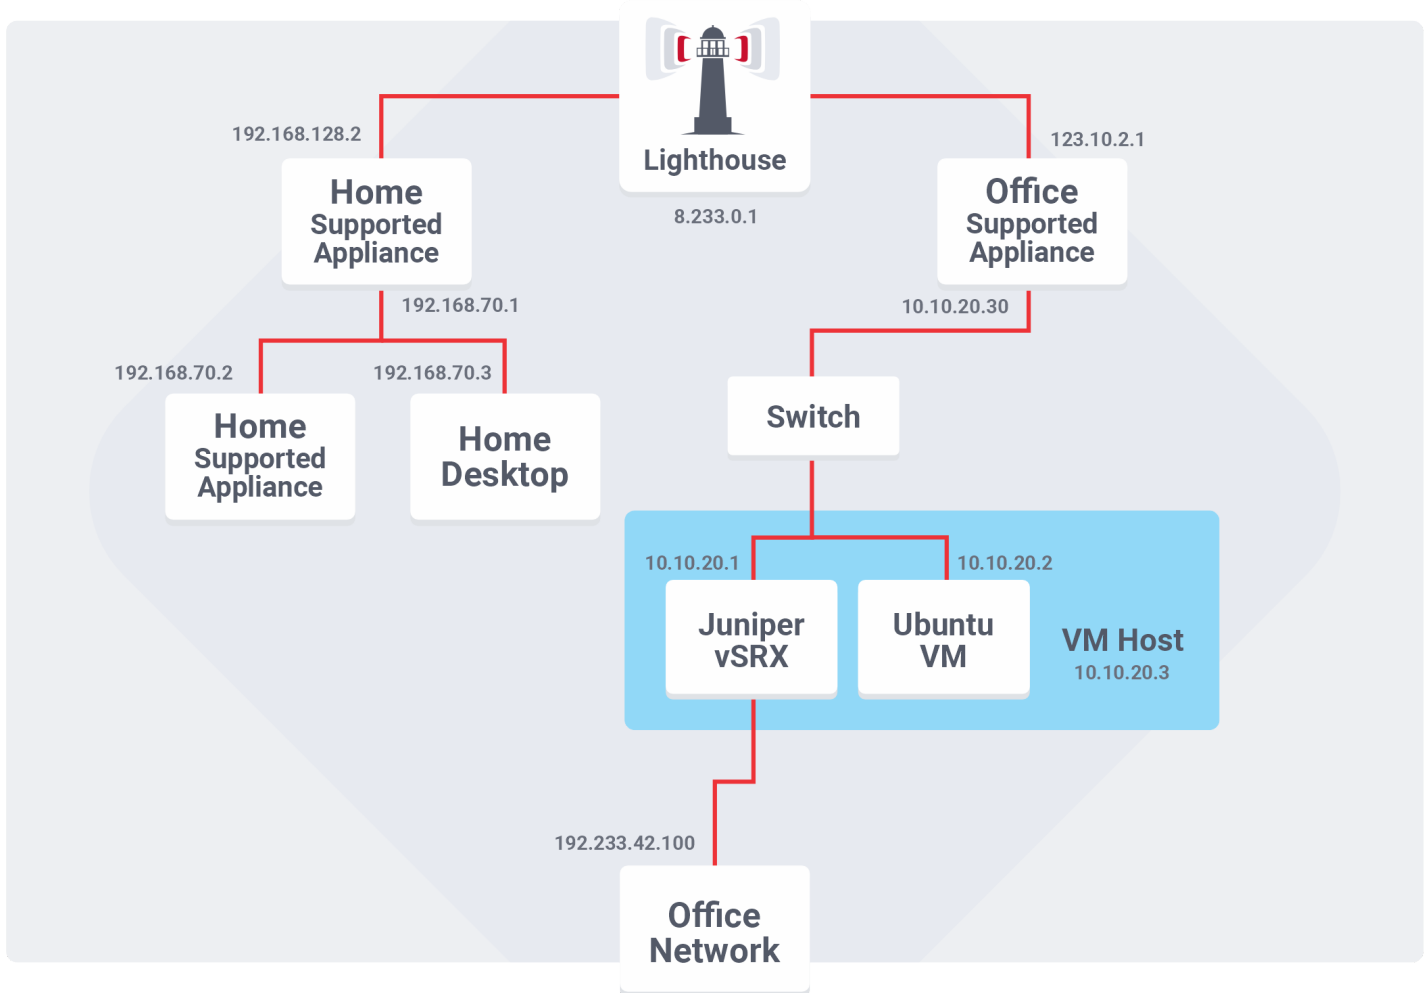 192.168.128.2
123.10.2.1
Lighthouse
8.233.0.1
Home
Supported
Appliance
Office
Supported
Appliance
192.168.70.1
10.10.20.30
192.168.70.2
192.168.70.3
Home
Supported
Appliance
Home
Desktop
Switch
10.10.20.1
10.10.20.2
Juniper
vSRX
Ubuntu
VM
VM Host
10.10.20.3
192.233.42.100
Office
Network